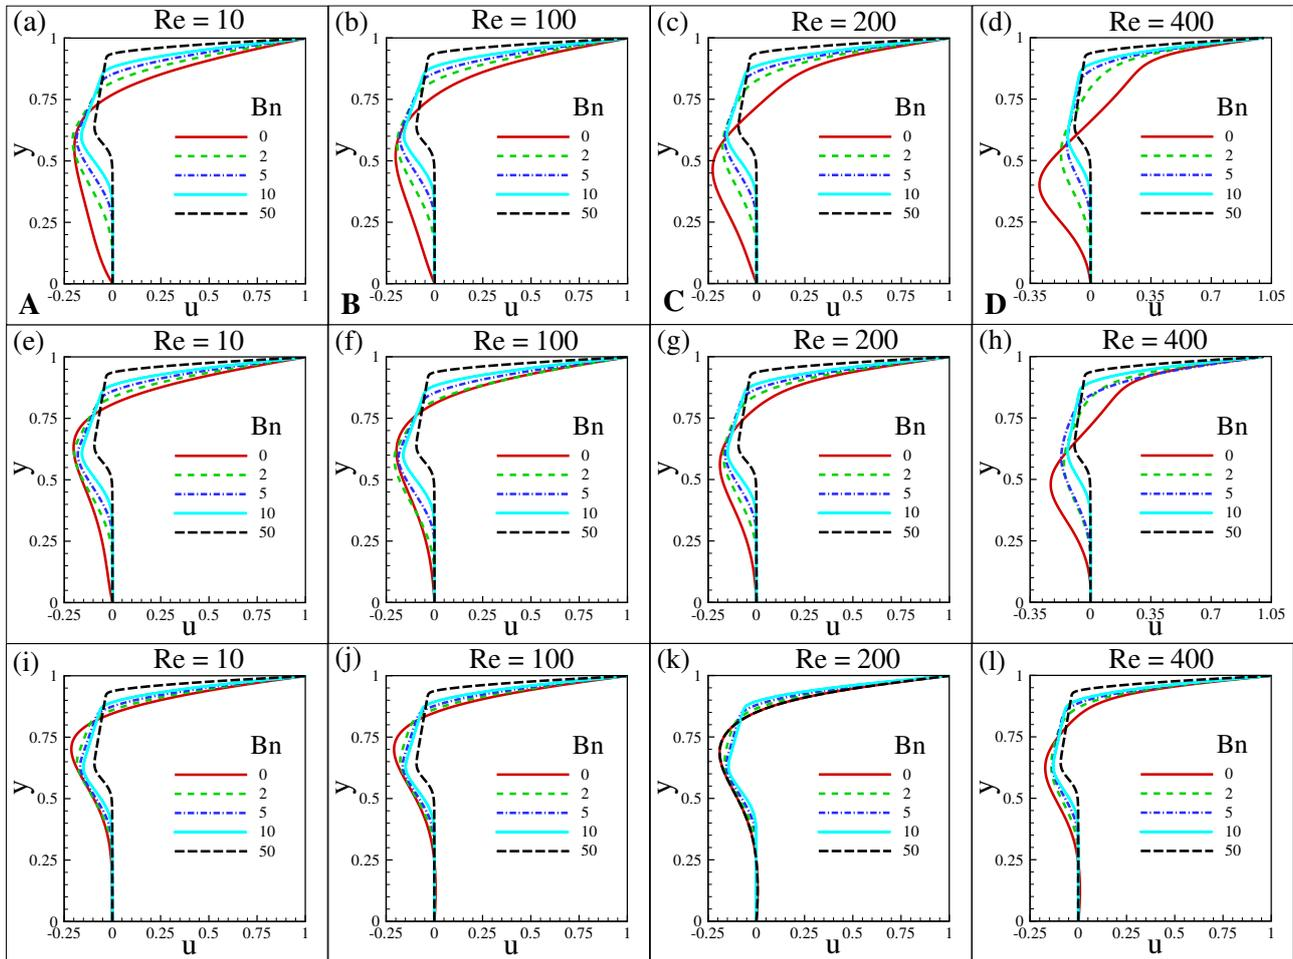 (a) Re = 10
1
0.75
0.5
0.25
0
y
Bn
0
2
5
10
50
-0.25 0 0.25 0.5 0.75 1
A u
(b) Re = 100
1
0.75
0.5
0.25
0
y
Bn
0
2
5
10
50
-0.25 0 0.25 0.5 0.75 1
B u
(c) Re = 200
1
0.75
0.5
0.25
0
y
Bn
0
2
5
10
50
-0.25 0 0.25 0.5 0.75 1
C u
(d) Re = 400
1
0.75
0.5
0.25
0
y
Bn
0
2
5
10
50
-0.35 0 0.35 0.7 1.05
D u
(e) Re = 10
1
0.75
0.5
0.25
0
y
Bn
0
2
5
10
50
-0.25 0 0.25 0.5 0.75 1
u
(f) Re = 100
1
0.75
0.5
0.25
0
y
Bn
0
2
5
10
50
-0.25 0 0.25 0.5 0.75 1
u
(g) Re = 200
1
0.75
0.5
0.25
0
y
Bn
0
2
5
10
50
-0.25 0 0.25 0.5 0.75 1
u
(h) Re = 400
1
0.75
0.5
0.25
0
y
Bn
0
2
5
10
50
-0.35 0 0.35 0.7 1.05
u
(i) Re = 10
1
0.75
0.5
0.25
0
y
Bn
0
2
5
10
50
-0.25 0 0.25 0.5 0.75 1
u
(j) Re = 100
1
0.75
0.5
0.25
0
y
Bn
0
2
5
10
50
-0.25 0 0.25 0.5 0.75 1
u
(k) Re = 200
1
0.75
0.5
0.25
0
y
Bn
0
2
5
10
50
-0.25 0 0.25 0.5 0.75 1
u
(l) Re = 400
1
0.75
0.5
0.25
0
y
Bn
0
2
5
10
50
-0.25 0 0.25 0.5 0.75 1
u